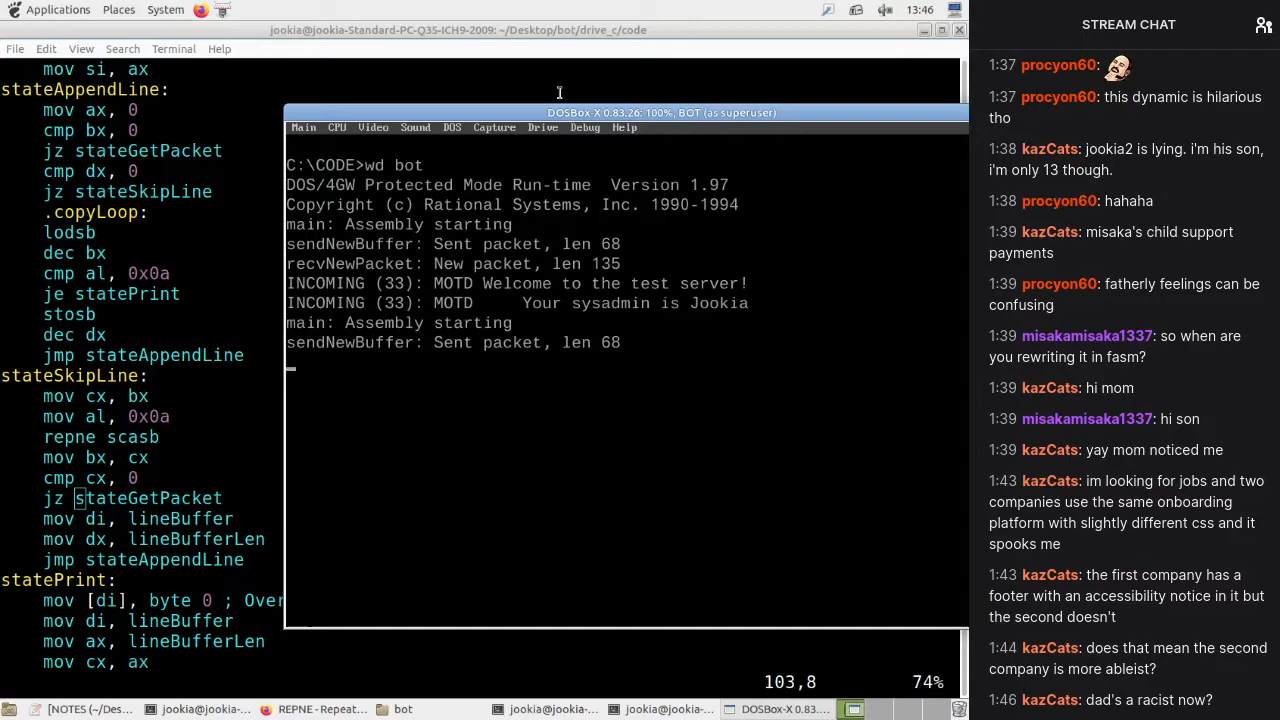 Applications Places System 13:46
jookia@jookia-Standard-PC-Q35-ICH9-2009: ~/Desktop/bot/drive_c/code
File Edit View Search Terminal Help
mov si, ax
stateAppendLine:
mov ax, 0
cmp bx, 0
jz stateGetPacket
cmp dx, 0
jz stateSkipLine
.copyLoop:
lodsb
dec bx
cmp al, 0x0a
je statePrint
stosb
dec dx
jmp stateAppendLine
stateSkipLine:
mov cx, bx
mov al, 0x0a
repne scasb
mov bx, cx
cmp cx, 0
jz stateGetPacket
mov di, lineBuffer
mov dx, lineBufferLen
jmp stateAppendLine
statePrint:
mov [di], byte 0 ; Over
mov di, lineBuffer
mov ax, lineBufferLen
mov cx, ax
103,8 74%
DOSBox-X 0.83.26: 100%, BOT (as superuser)
Main CPU Video Sound DOS Capture Drive Debug Help
C:\CODE>wd bot
DOS/4GW Protected Mode Run-time Version 1.97
Copyright (c) Rational Systems, Inc. 1990-1994
main: Assembly starting
sendNewBuffer: Sent packet, len 68
recvNewPacket: New packet, len 135
INCOMING (33): MOTD Welcome to the test server!
INCOMING (33): MOTD Your sysadmin is Jookia
main: Assembly starting
sendNewBuffer: Sent packet, len 68
[NOTES (~/Des... jookia@jookia-... REPNE - Repeat... bot jookia@jookia-... jookia@jookia-... DOSBox-X 0.83....
STREAM CHAT
1:37 procyon60:
1:37 procyon60: this dynamic is hilarious
tho
1:38 kazCats: jookia2 is lying. i'm his son,
i'm only 13 though.
1:38 procyon60: hahaha
1:39 kazCats: misaka's child support
payments
1:39 procyon60: fatherly feelings can be
confusing
1:39 misakamisaka1337: so when are
you rewriting it in fasm?
1:39 kazCats: hi mom
1:39 misakamisaka1337: hi son
1:39 kazCats: yay mom noticed me
1:43 kazCats: im looking for jobs and two
companies use the same onboarding
platform with slightly different css and it
spooks me
1:43 kazCats: the first company has a
footer with an accessibility notice in it but
the second doesn't
1:44 kazCats: does that mean the second
company is more ableist?
1:46 kazCats: dad's a racist now?